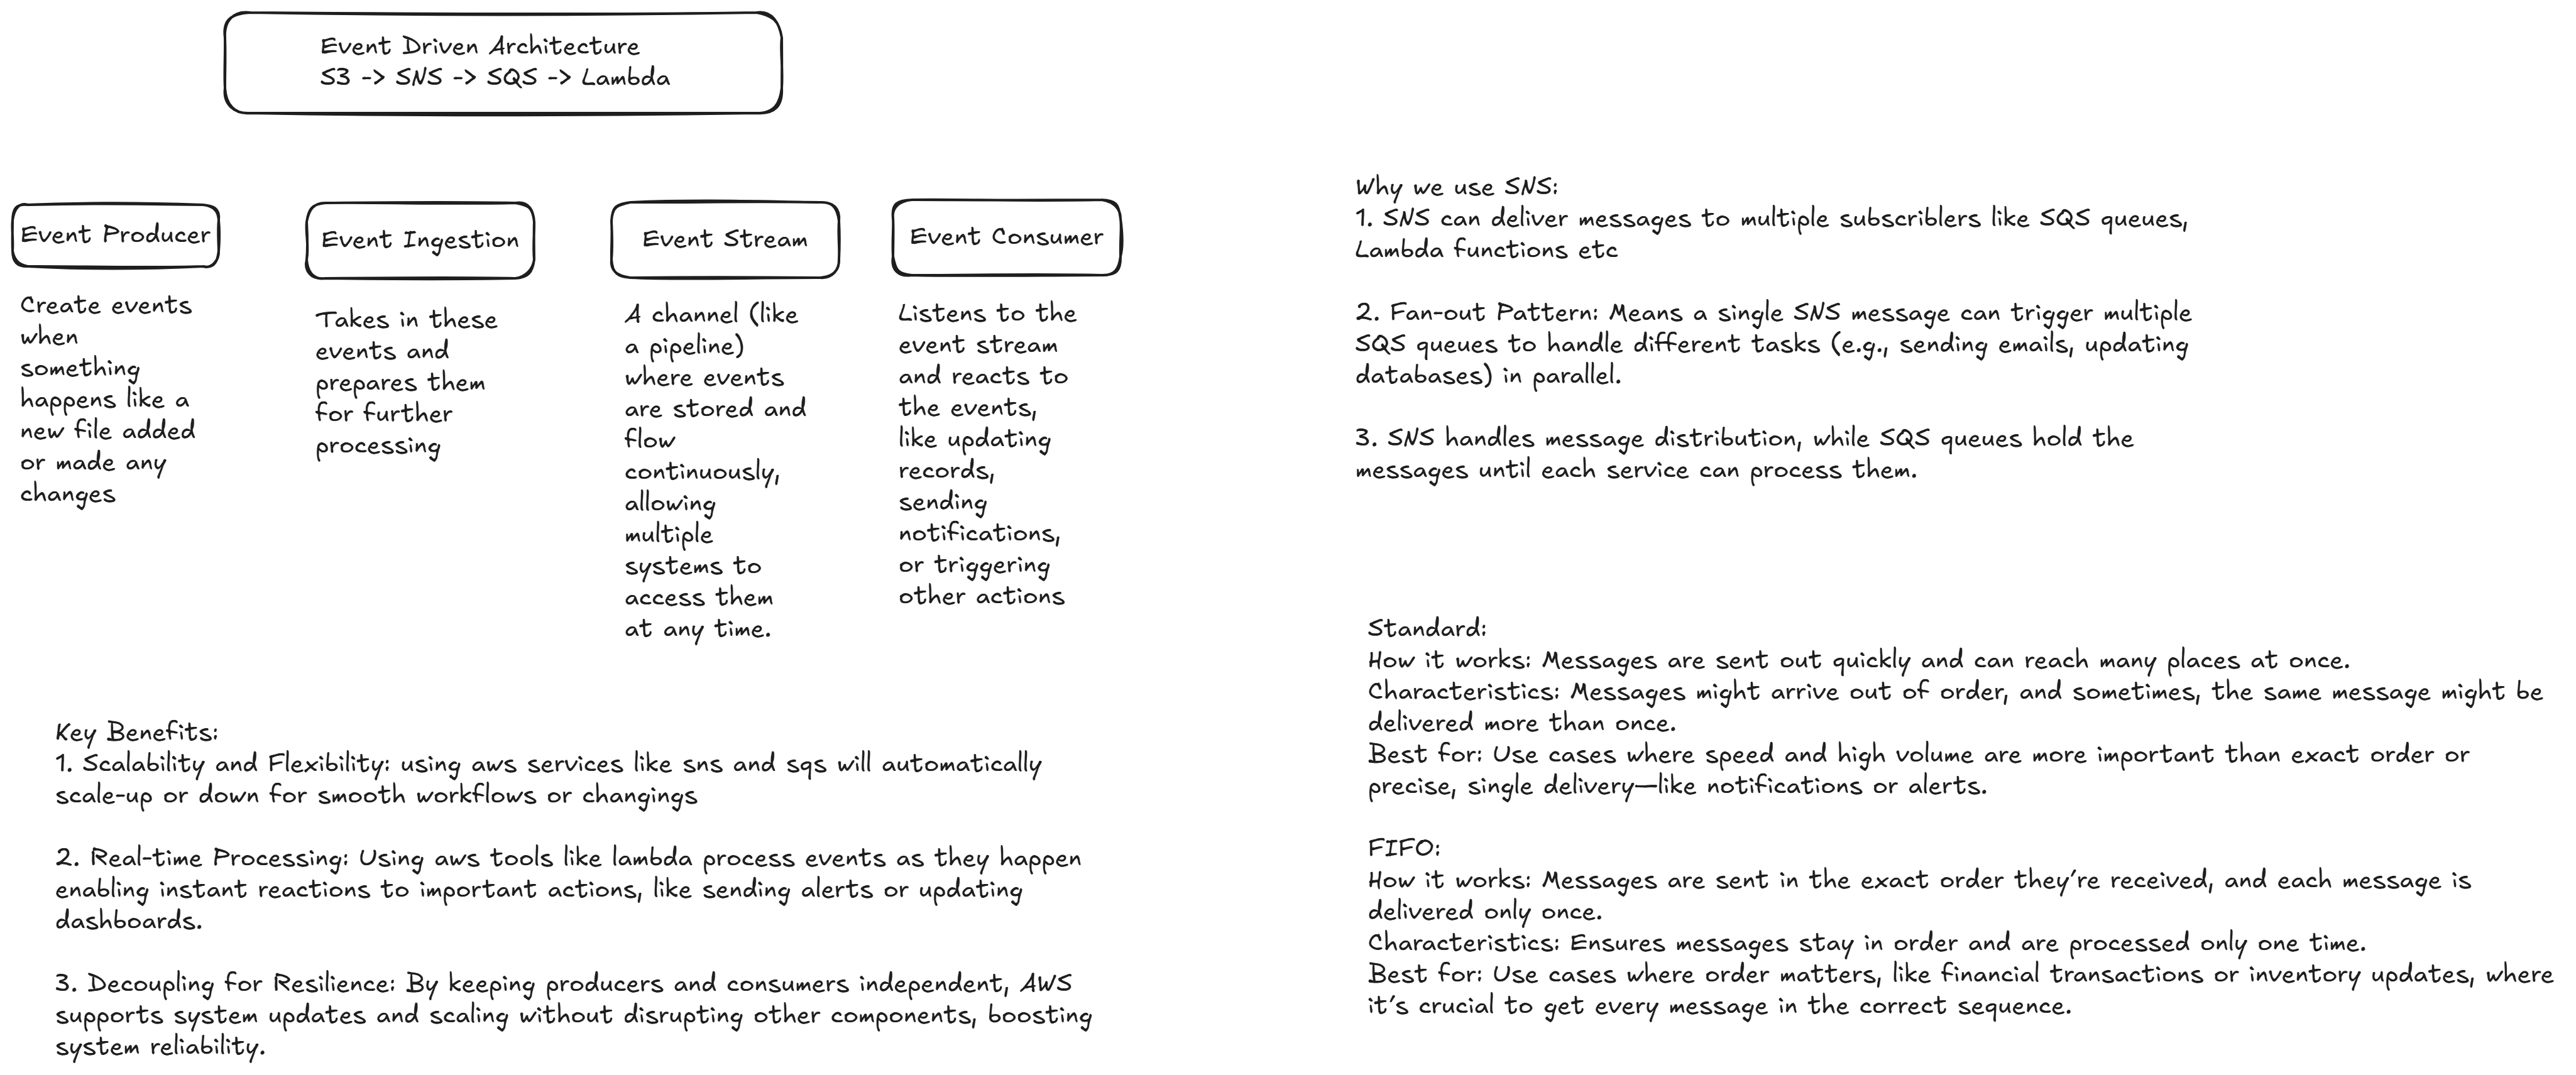 Event Driven Architecture
S3 -> SNS -> SQS -> Lambda
Event Producer
Create events
when
something
happens like a
new file added
or made any
changes
Event Ingestion
Takes in these
events and
prepares them
for further
processing
Event Stream
A channel (like
a pipeline)
where events
are stored and
flow
continuously,
allowing
multiple
systems to
access them
at any time.
Event Consumer
Listens to the
event stream
and reacts to
the events,
like updating
records,
sending
notifications,
or triggering
other actions
Key Benefits:
1. Scalability and Flexibility: using aws services like sns and sqs will automatically
scale-up or down for smooth workflows or changings
2. Real-time Processing: Using aws tools like lambda process events as they happen
enabling instant reactions to important actions, like sending alerts or updating
dashboards.
3. Decoupling for Resilience: By keeping producers and consumers independent, AWS
supports system updates and scaling without disrupting other components, boosting
system reliability.
Why we use SNS:
1. SNS can deliver messages to multiple subscriblers like SQS queues,
Lambda functions etc
2. Fan-out Pattern: Means a single SNS message can trigger multiple
SQS queues to handle different tasks (e.g., sending emails, updating
databases) in parallel.
3. SNS handles message distribution, while SQS queues hold the
messages until each service can process them.
Standard:
How it works: Messages are sent out quickly and can reach many places at once.
Characteristics: Messages might arrive out of order, and sometimes, the same message might be
delivered more than once.
Best for: Use cases where speed and high volume are more important than exact order or
precise, single delivery—like notifications or alerts.
FIFO:
How it works: Messages are sent in the exact order they’re received, and each message is
delivered only once.
Characteristics: Ensures messages stay in order and are processed only one time.
Best for: Use cases where order matters, like financial transactions or inventory updates, where
it’s crucial to get every message in the correct sequence.